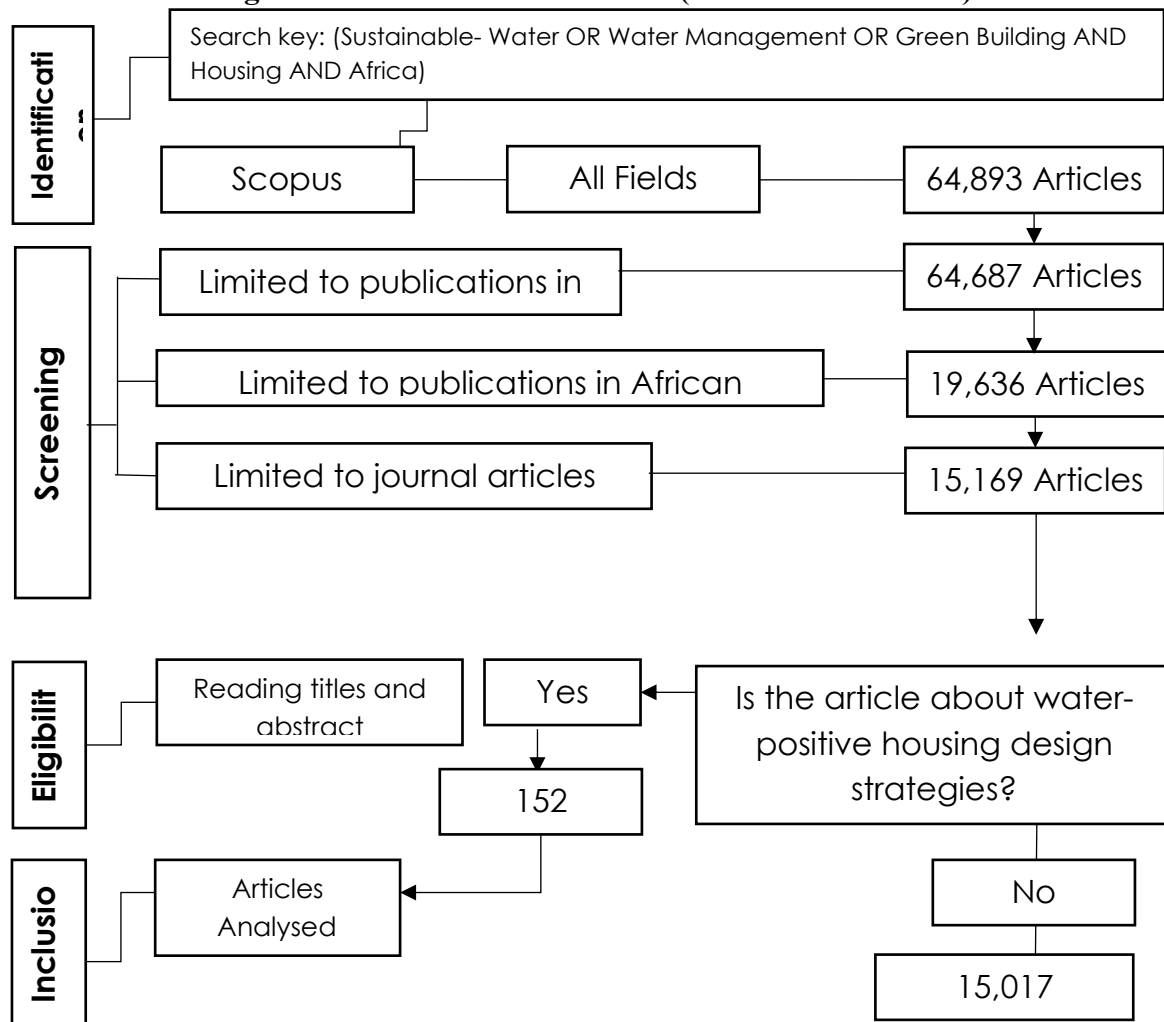 Search key: (Sustainable- Water OR Water Management OR Green Building AND
Housing AND Africa)
Identificati
Scopus
All Fields
64,893 Articles
Screening
Limited to publications in
64,687 Articles
Limited to publications in African
19,636 Articles
Limited to journal articles
15,169 Articles
Eligibilit
Reading titles and
abstract
Yes
Is the article about water-
positive housing design
strategies?
152
Inclusio
Articles
Analysed
No
15,017